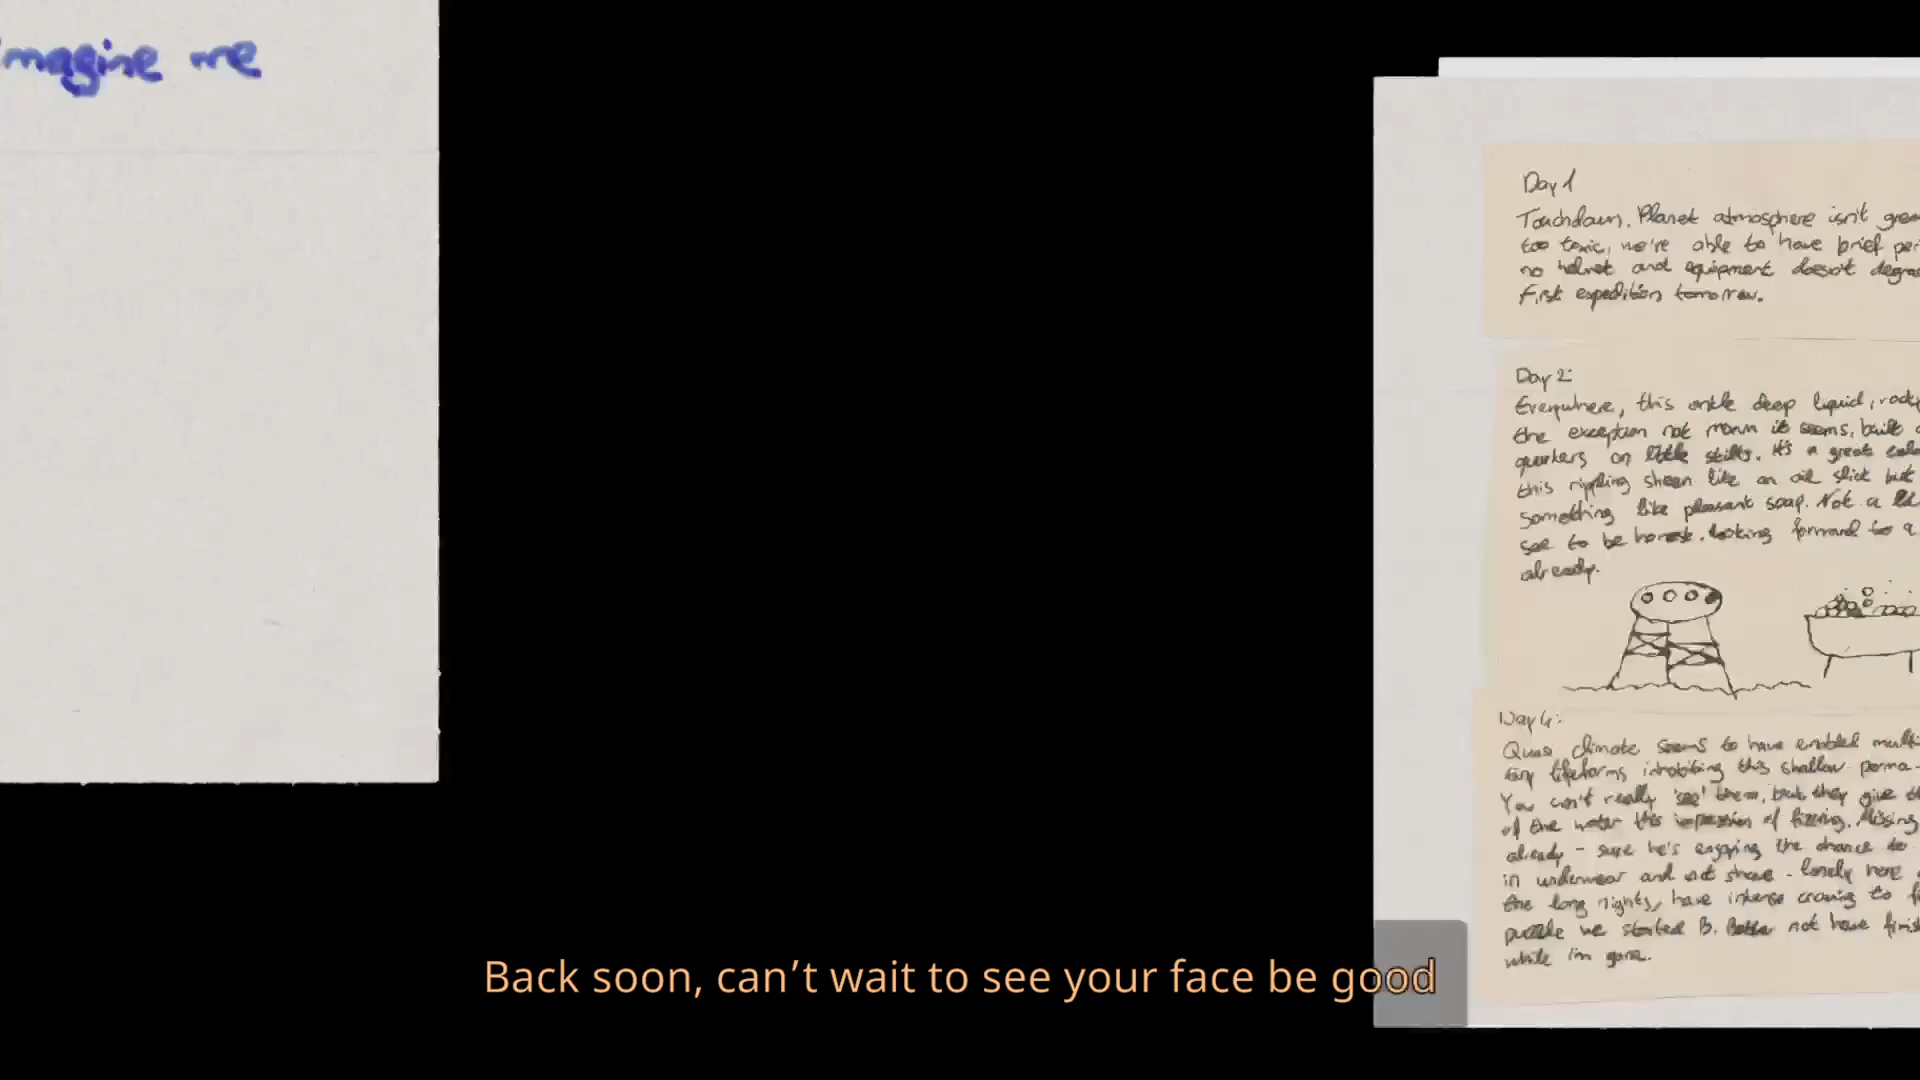 imagine me
Day 1
Touchdown. Planet atmosphere isn't
too toxic, we're able to have brief
no helmet and equipment doesn't
First expedition tomorrow.
Day 2:
Everywhere, this ankle deep liquid,
the exception not norm it seems, built
quarters on little stilts. It's a great
this rippling sheen like an oil slick but
something like pleasant soap. Not a
see to be honest. looking forward to a
already.
Day 4:
Quasi climate seems to have enabled
tiny lifeforms inhabiting this shallow perma-
You can't really 'see' them, but they give
of the water this impression of fizzing. Missing
already - sure he's enjoying the chance to
in underwear and not shave - lonely here
the long nights, have intense craving to
puzzle we started B. Better not have
while i'm gone.
Back soon, can't wait to see your face be good